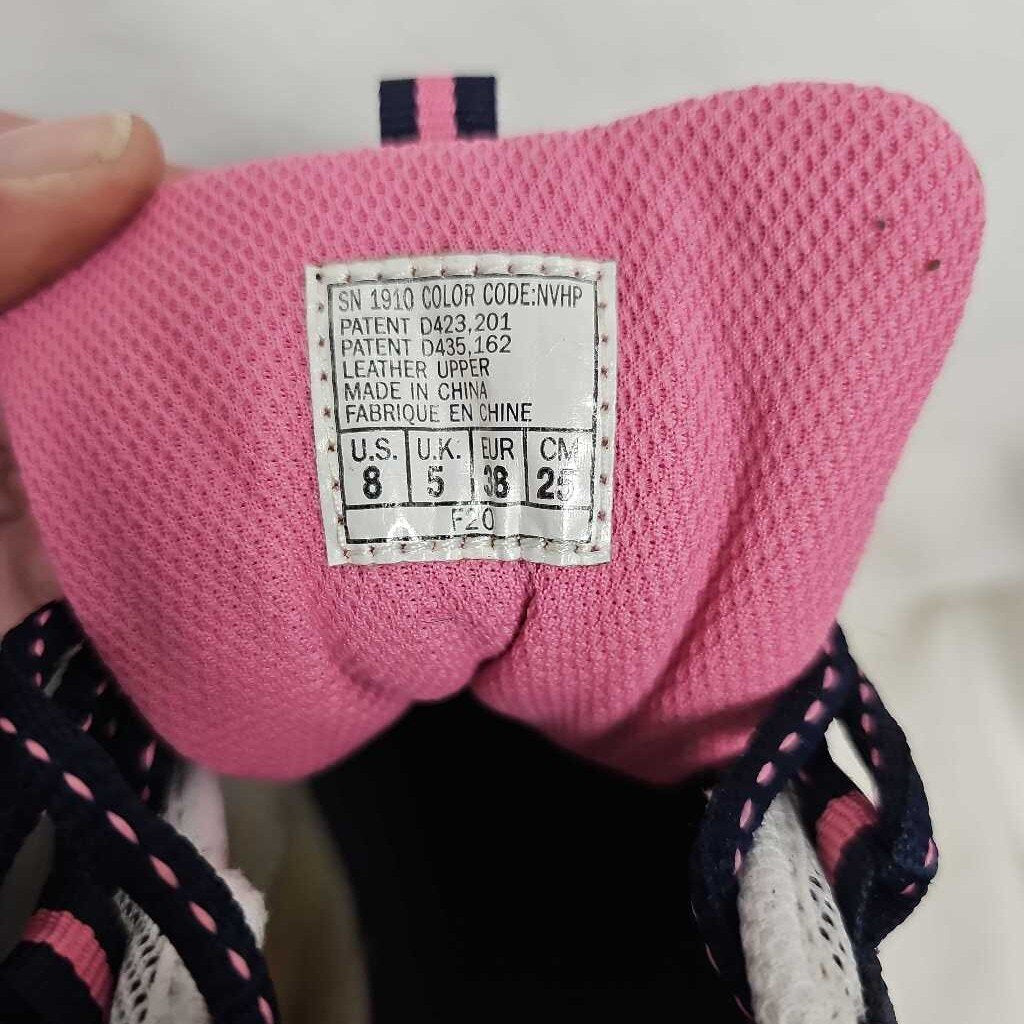 SN 1910 COLOR CODE:NVHP
PATENT D423,201
PATENT D435,162
LEATHER UPPER
MADE IN CHINA
FABRIQUE EN CHINE
U.S. U.K. EUR CM
8 5 38 25
F20